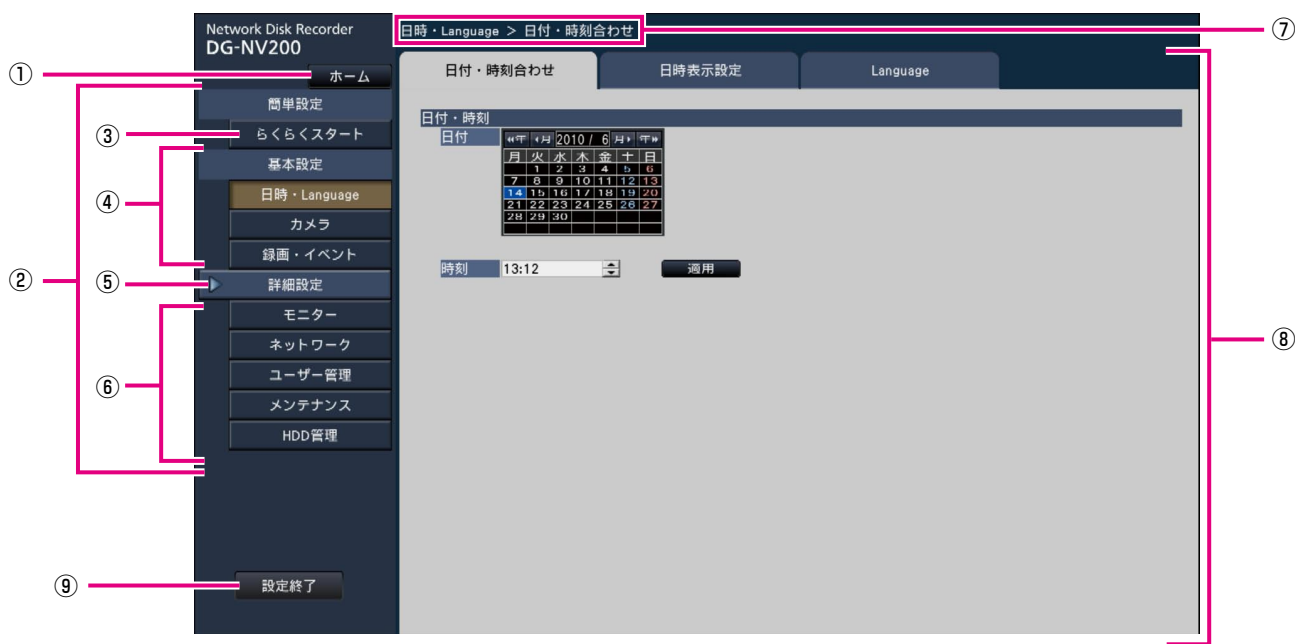 Network Disk Recorder
DG-NV200
日時・Language > 日付・時刻合わせ
⑦
① ホーム
日付・時刻合わせ 日時表示設定 Language
簡単設定
③ らくらくスタート
基本設定
④ 日時・Language
カメラ
録画・イベント
② ⑤ 詳細設定
モニター
ネットワーク
⑥ ユーザー管理
メンテナンス
HDD管理
⑨ 設定終了
日付・時刻
日付
«年 ‹月 2010 / 6 月› 年»
月 火 水 木 金 土 日
1 2 3 4 5 6
7 8 9 10 11 12 13
14 15 16 17 18 19 20
21 22 23 24 25 26 27
28 29 30
時刻 13:12 適用
⑧